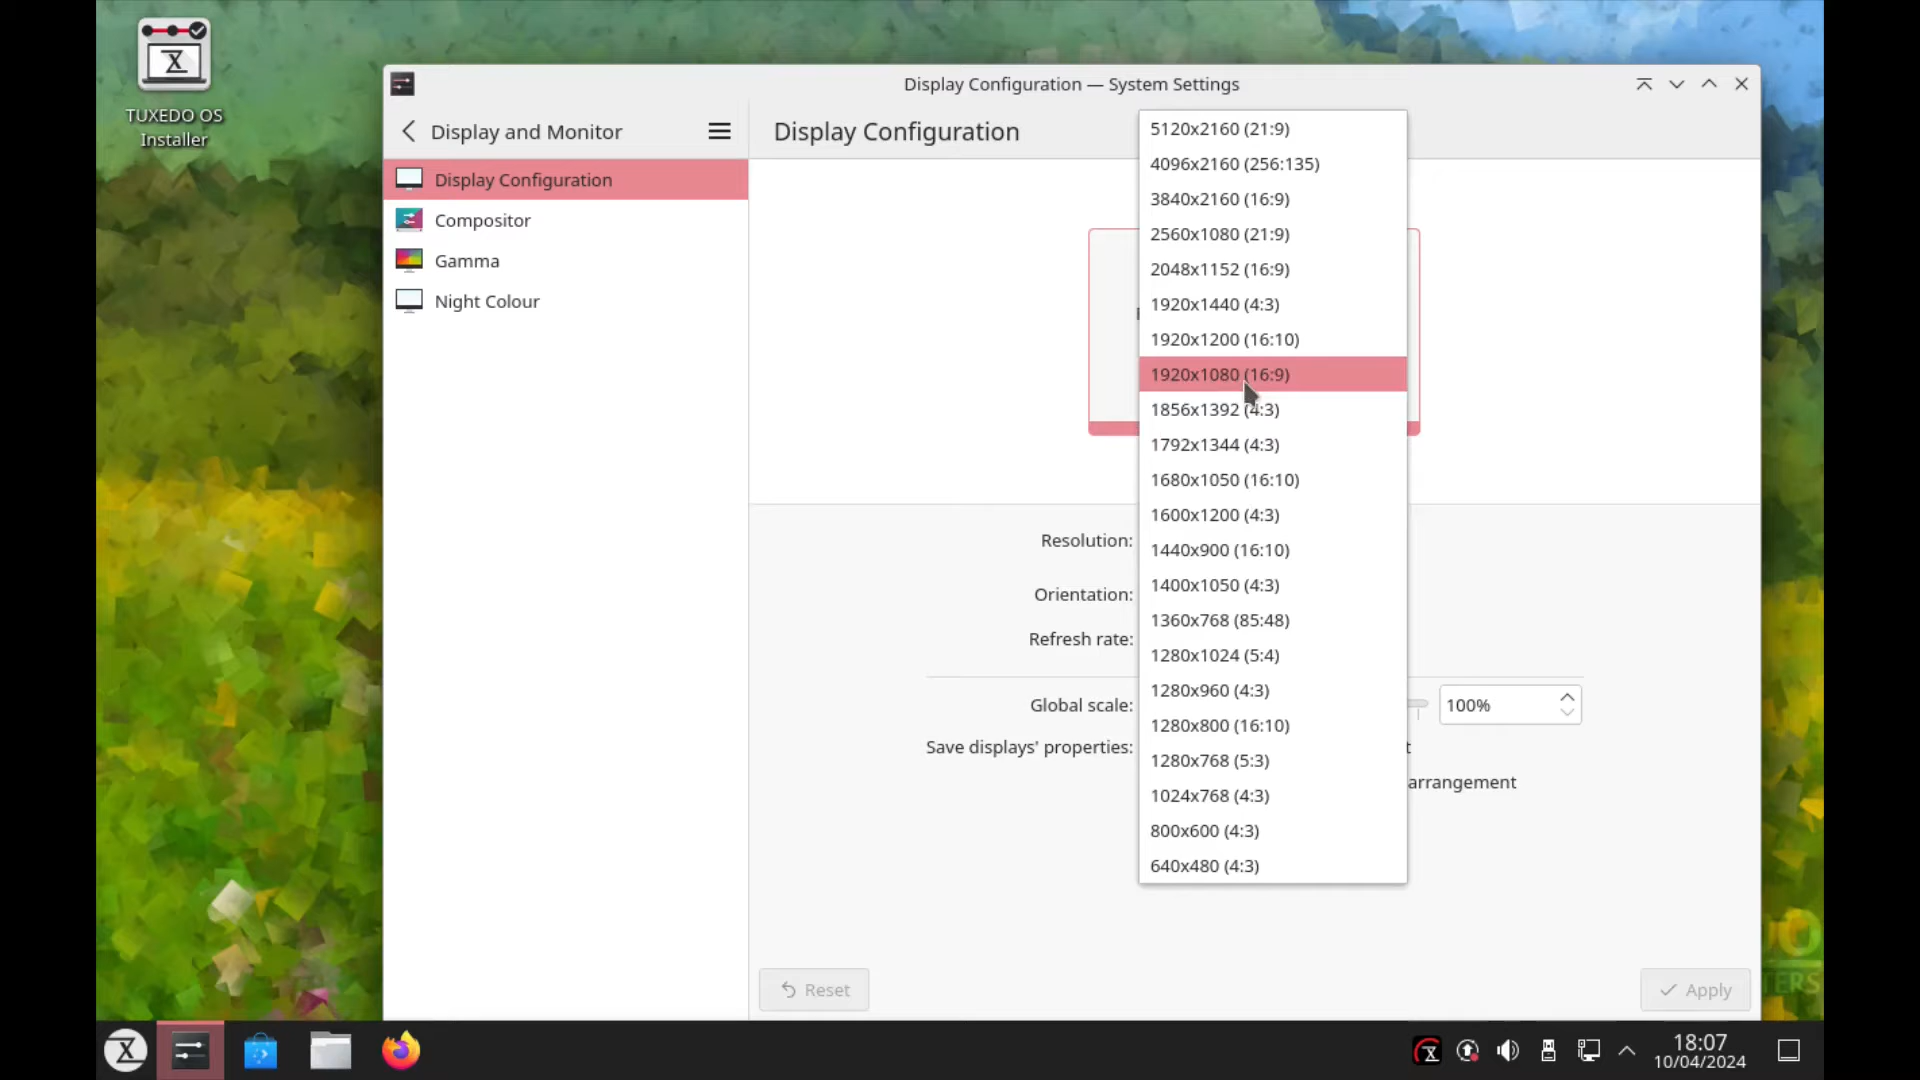 TUXEDO OS
Installer
Display Configuration — System Settings
Display and Monitor
Display Configuration
Display Configuration
Compositor
Gamma
Night Colour
5120x2160 (21:9)
4096x2160 (256:135)
3840x2160 (16:9)
2560x1080 (21:9)
2048x1152 (16:9)
1920x1440 (4:3)
1920x1200 (16:10)
1920x1080 (16:9)
1856x1392 (4:3)
1792x1344 (4:3)
1680x1050 (16:10)
1600x1200 (4:3)
1440x900 (16:10)
1400x1050 (4:3)
1360x768 (85:48)
1280x1024 (5:4)
1280x960 (4:3)
1280x800 (16:10)
1280x768 (5:3)
1024x768 (4:3)
800x600 (4:3)
640x480 (4:3)
Resolution:
Orientation:
Refresh rate:
Global scale:
100%
Save displays' properties:
arrangement
Reset
Apply
18:07
10/04/2024